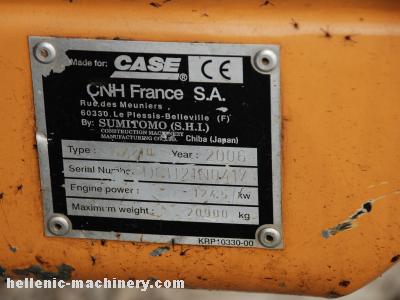 Made for: CASE ® CE
CNH France S.A.
Rue des Meuniers
60330, Le Plessis-Belleville (F)
By: SUMITOMO (S.H.I.)
CONSTRUCTION MACHINERY
MANUFACTURING CO., LTD. Chiba (Japan)
Type : Year : 2006
Serial Number
Engine power : kw
Maximum weight : kg
KRP10330-00
hellenic-machinery.com